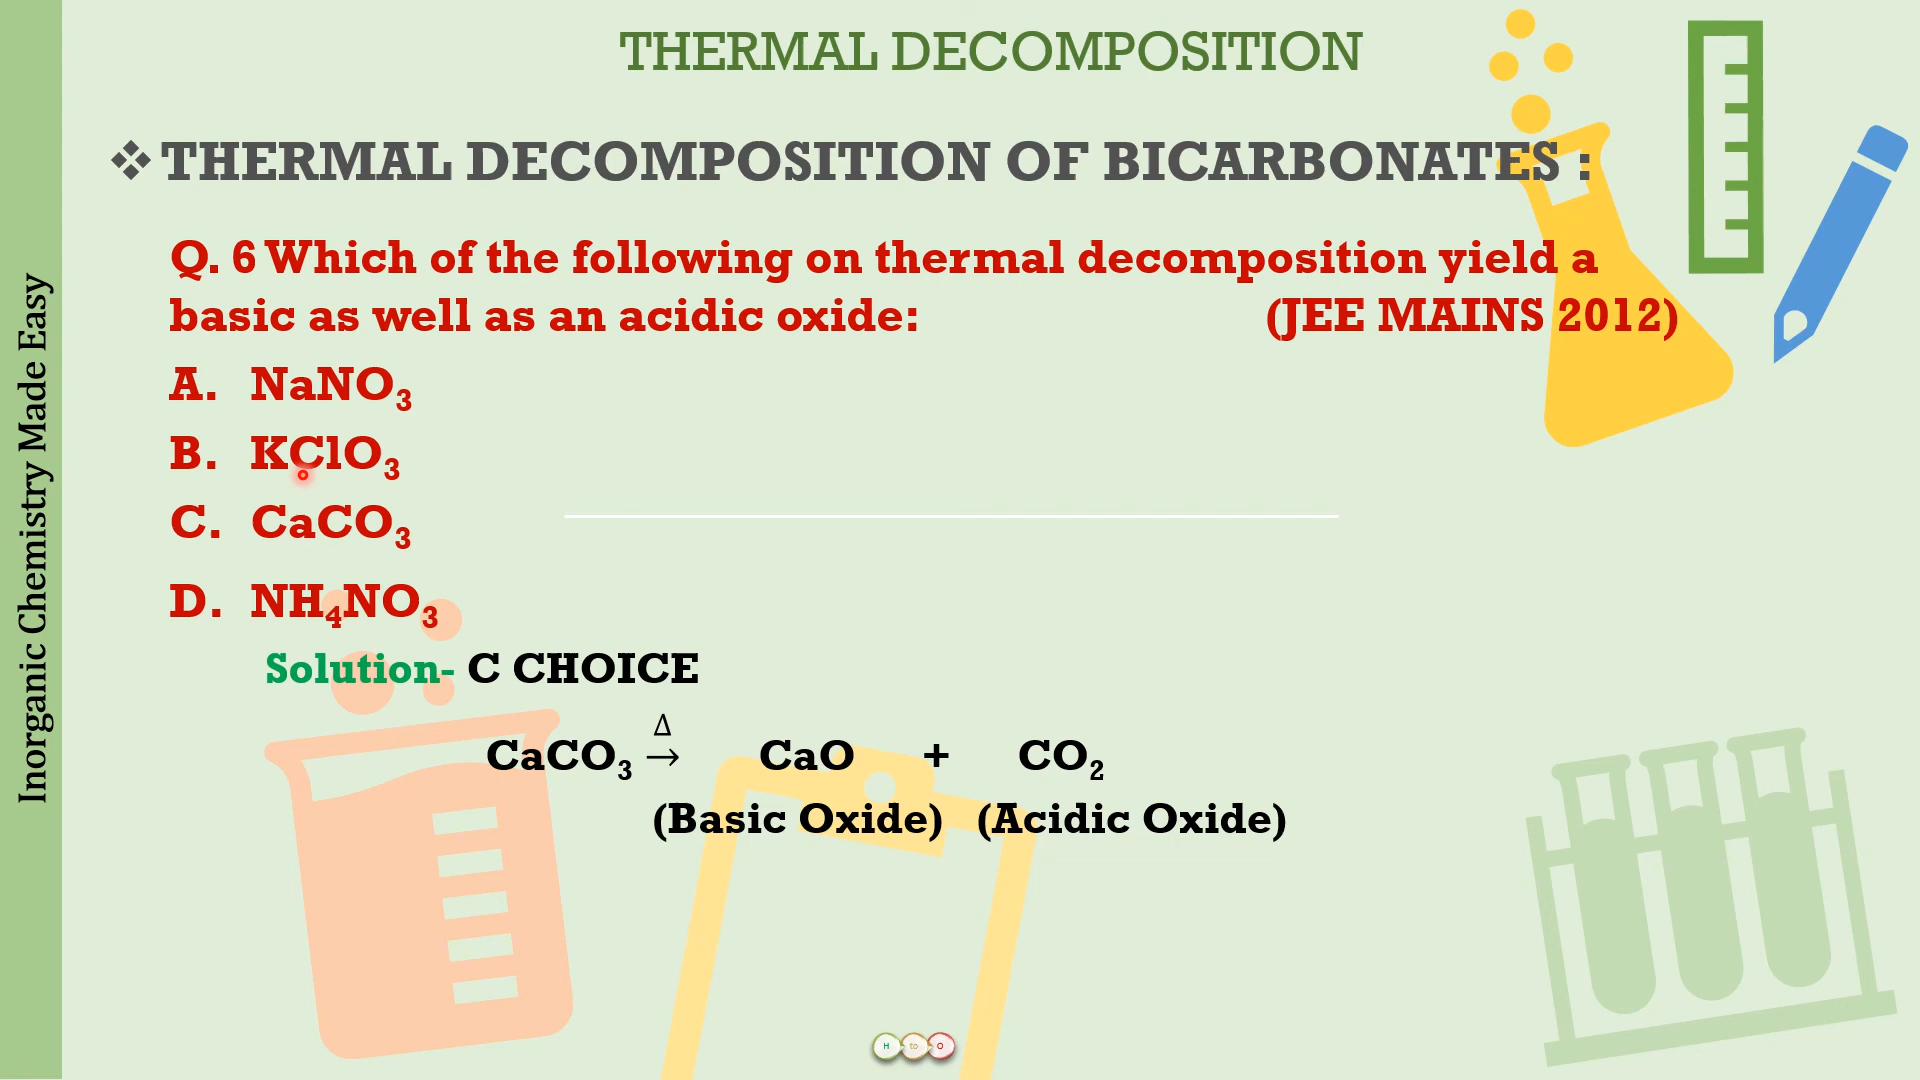 THERMAL DECOMPOSITION
❖ THERMAL DECOMPOSITION OF BICARBONATES :
Q. 6 Which of the following on thermal decomposition yield a
basic as well as an acidic oxide: (JEE MAINS 2012)
A. NaNO₃
B. KClO₃
C. CaCO₃
D. NH₄NO₃
Solution- C CHOICE
Δ
CaCO₃ → CaO + CO₂
(Basic Oxide) (Acidic Oxide)
Inorganic Chemistry Made Easy
H to O